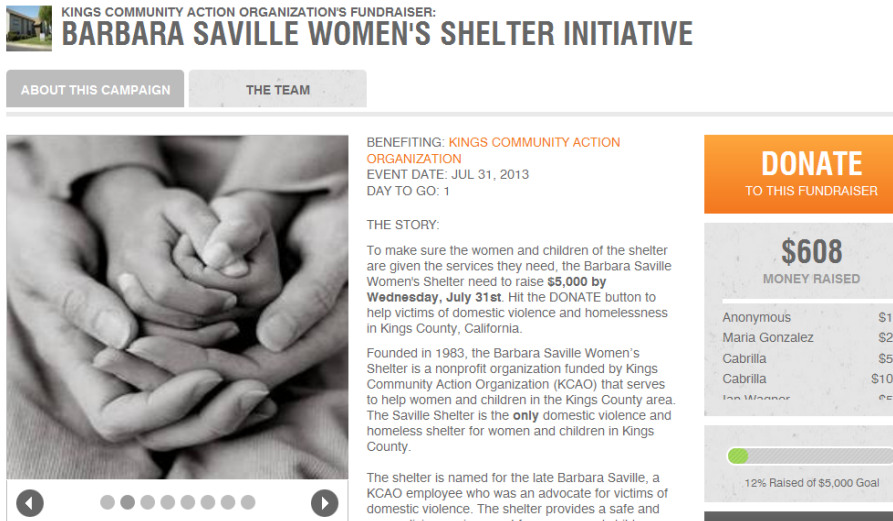 KINGS COMMUNITY ACTION ORGANIZATION'S FUNDRAISER:
BARBARA SAVILLE WOMEN'S SHELTER INITIATIVE
ABOUT THIS CAMPAIGN
THE TEAM
BENEFITING: KINGS COMMUNITY ACTION
ORGANIZATION
EVENT DATE: JUL 31, 2013
DAY TO GO: 1
THE STORY:
To make sure the women and children of the shelter
are given the services they need, the Barbara Saville
Women's Shelter need to raise $5,000 by
Wednesday, July 31st. Hit the DONATE button to
help victims of domestic violence and homelessness
in Kings County, California.
Founded in 1983, the Barbara Saville Women's
Shelter is a nonprofit organization funded by Kings
Community Action Organization (KCAO) that serves
to help women and children in the Kings County area.
The Saville Shelter is the only domestic violence and
homeless shelter for women and children in Kings
County.
The shelter is named for the late Barbara Saville, a
KCAO employee who was an advocate for victims of
domestic violence. The shelter provides a safe and
DONATE
TO THIS FUNDRAISER
$608
MONEY RAISED
Anonymous $1
Maria Gonzalez $2
Cabrilla $5
Cabrilla $10
Ian Wagner
12% Raised of $5,000 Goal